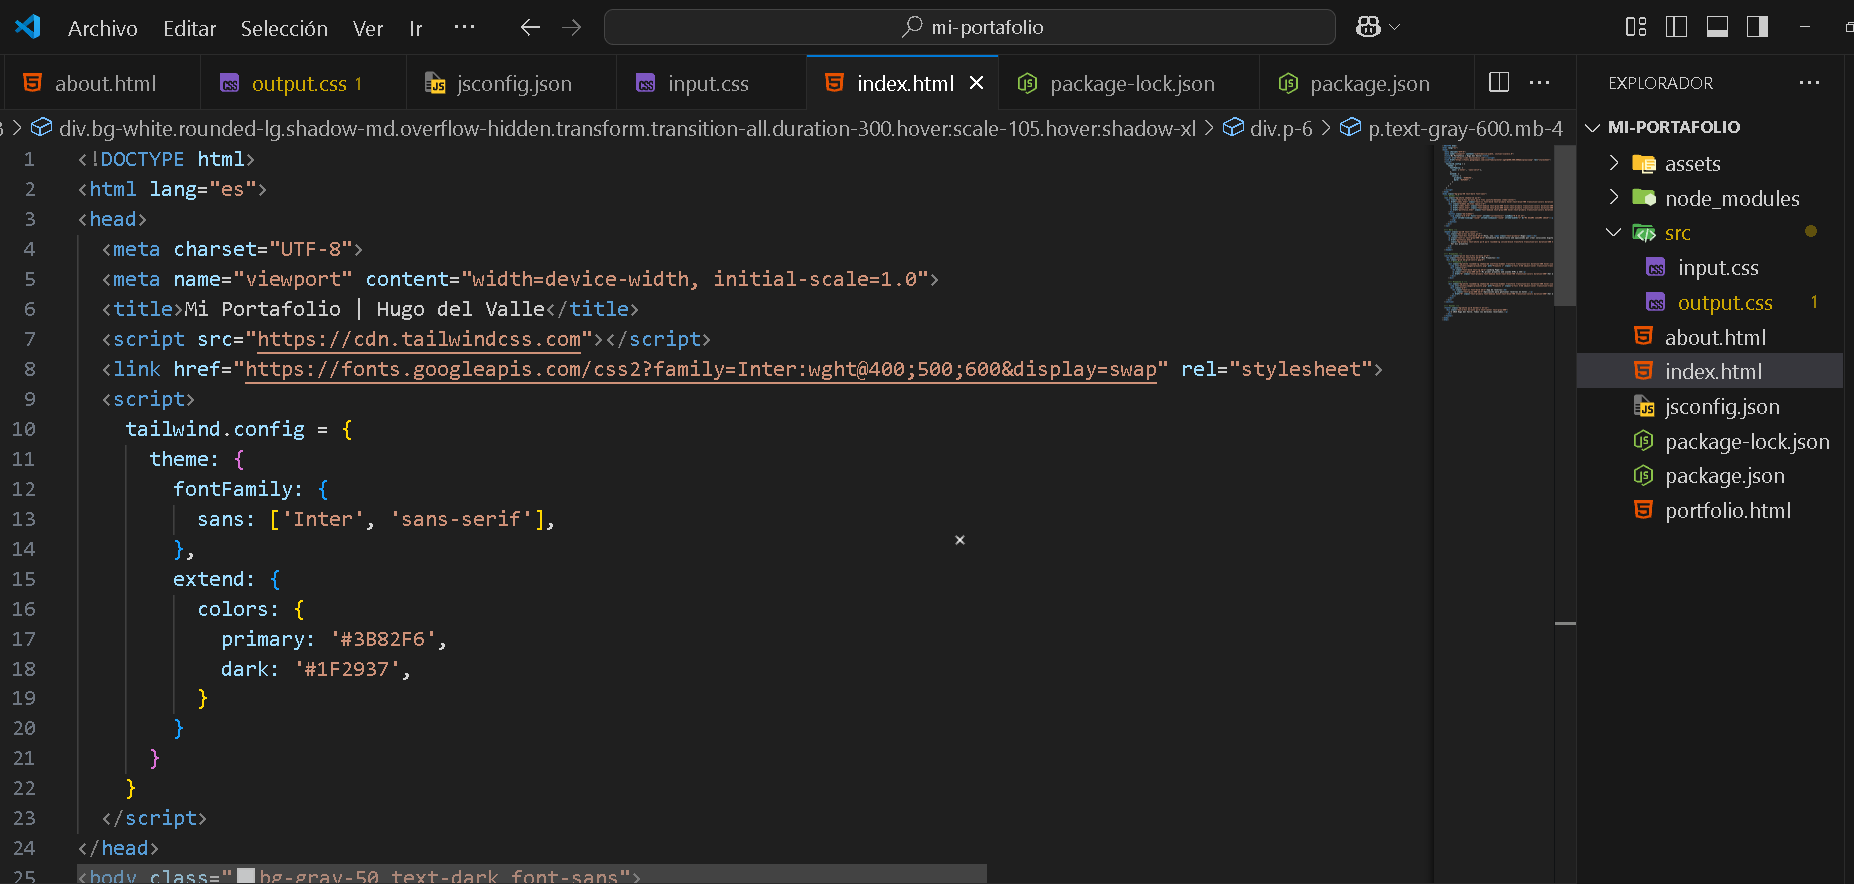 Archivo Editar Selección Ver Ir ··· mi-portafolio
about.html output.css 1 jsconfig.json input.css index.html package-lock.json package.json ···
div.bg-white.rounded-lg.shadow-md.overflow-hidden.transform.transition-all.duration-300.hover:scale-105.hover:shadow-xl > div.p-6 > p.text-gray-600.mb-4
1 <!DOCTYPE html>
2 <html lang="es">
3 <head>
4 <meta charset="UTF-8">
5 <meta name="viewport" content="width=device-width, initial-scale=1.0">
6 <title>Mi Portafolio | Hugo del Valle</title>
7 <script src="https://cdn.tailwindcss.com"></script>
8 <link href="https://fonts.googleapis.com/css2?family=Inter:wght@400;500;600&display=swap" rel="stylesheet">
9 <script>
10 tailwind.config = {
11 theme: {
12 fontFamily: {
13 sans: ['Inter', 'sans-serif'],
14 },
15 extend: {
16 colors: {
17 primary: '#3B82F6',
18 dark: '#1F2937',
19 }
20 }
21 }
22 }
23 </script>
24 </head>
25 <body class="bg-gray-50 text-dark font-sans">
EXPLORADOR ···
MI-PORTAFOLIO
assets
node_modules
src
input.css
output.css 1
about.html
index.html
jsconfig.json
package-lock.json
package.json
portfolio.html